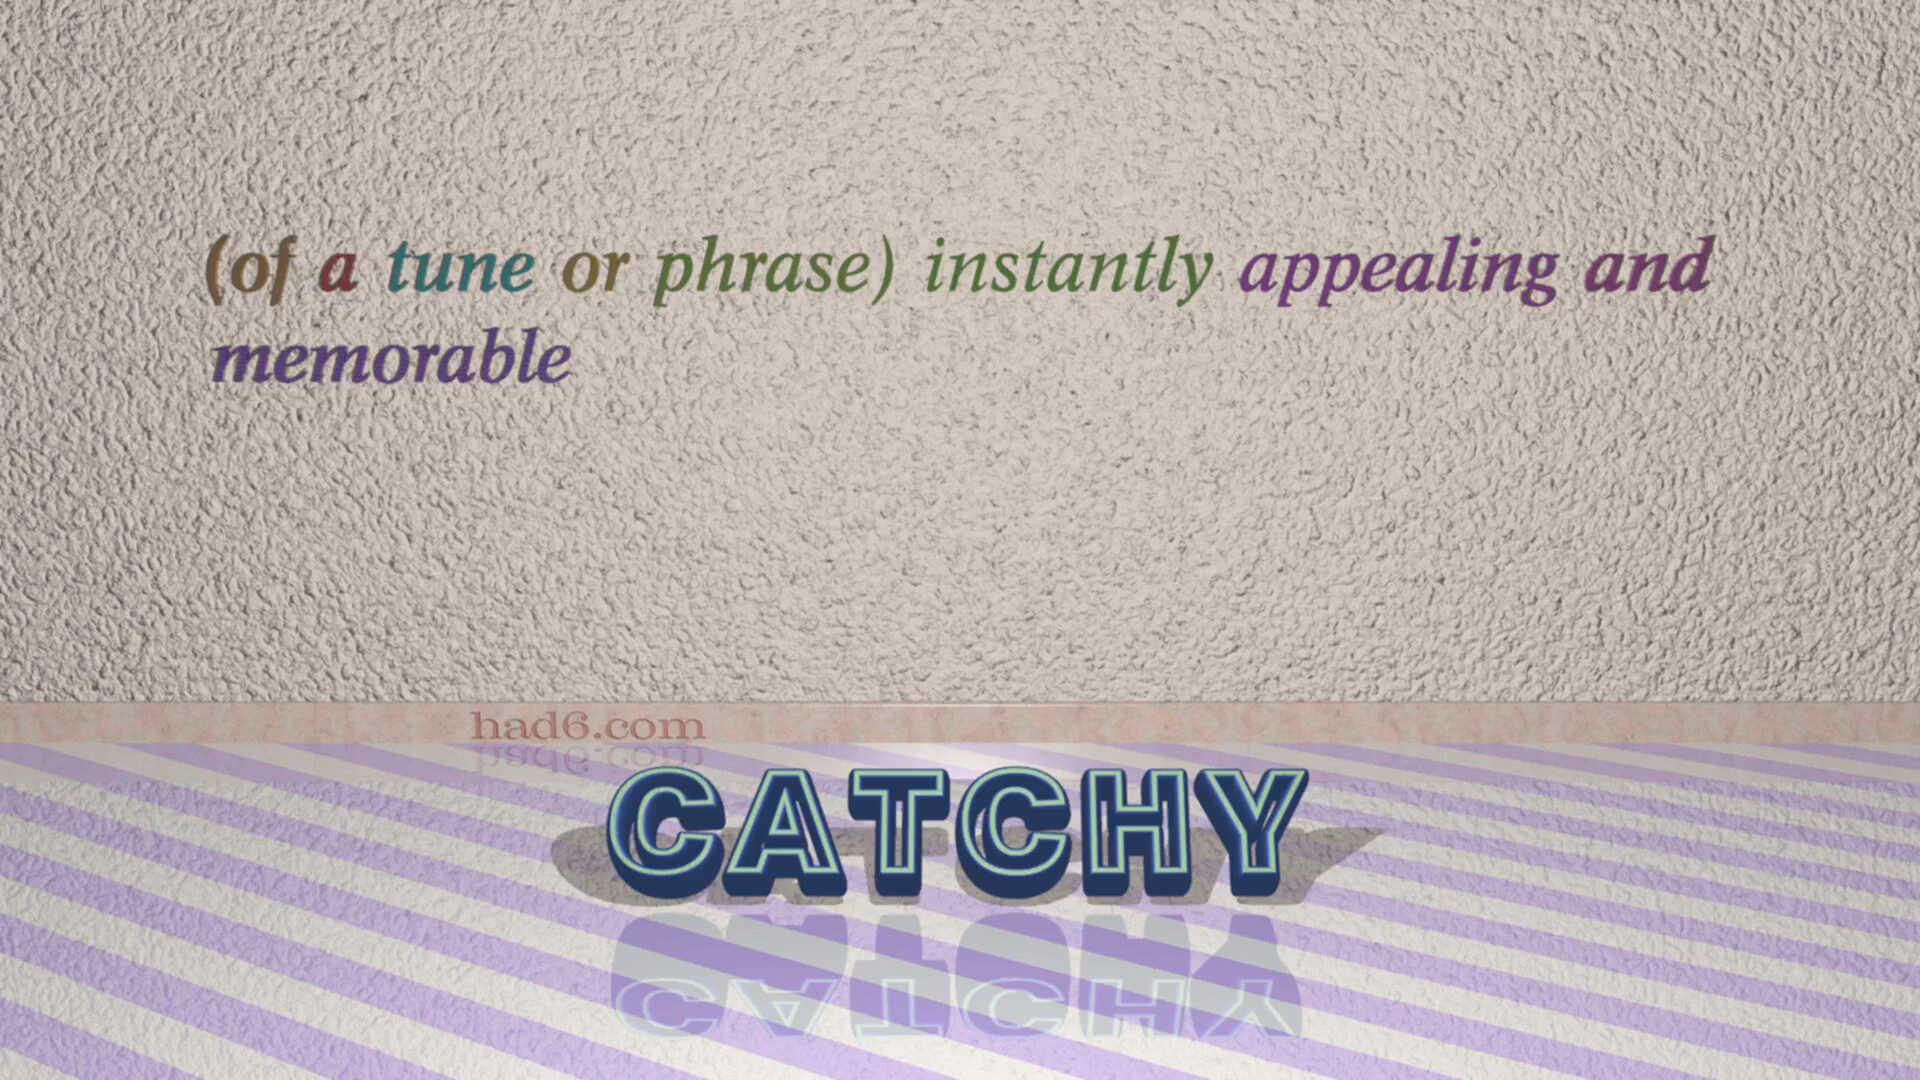 (of a tune or phrase) instantly appealing and
memorable
had6.com
CATCHY